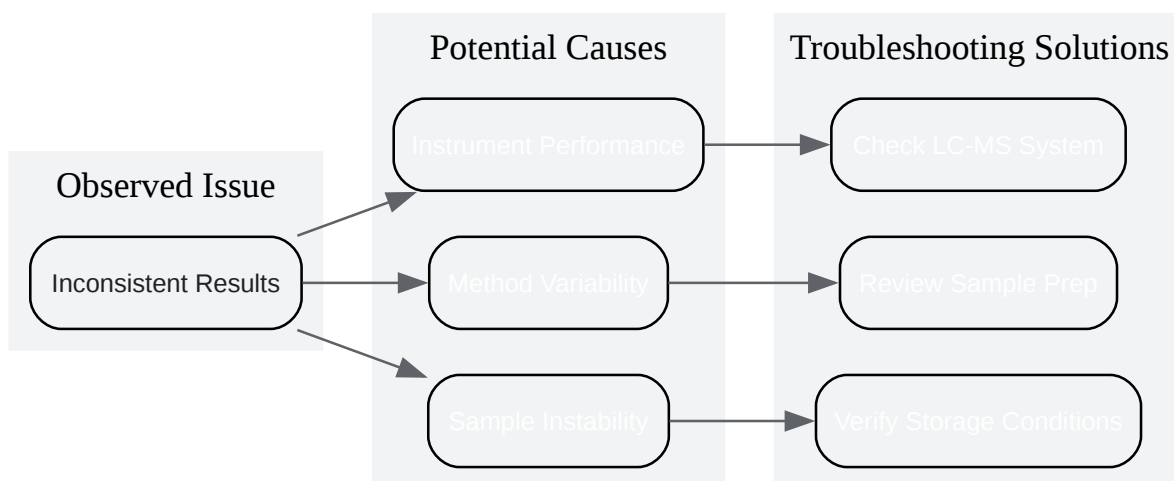 Potential Causes
Troubleshooting Solutions
Instrument Performance
Check LC-MS System
Observed Issue
Inconsistent Results
Method Variability
Review Sample Prep
Sample Instability
Verify Storage Conditions